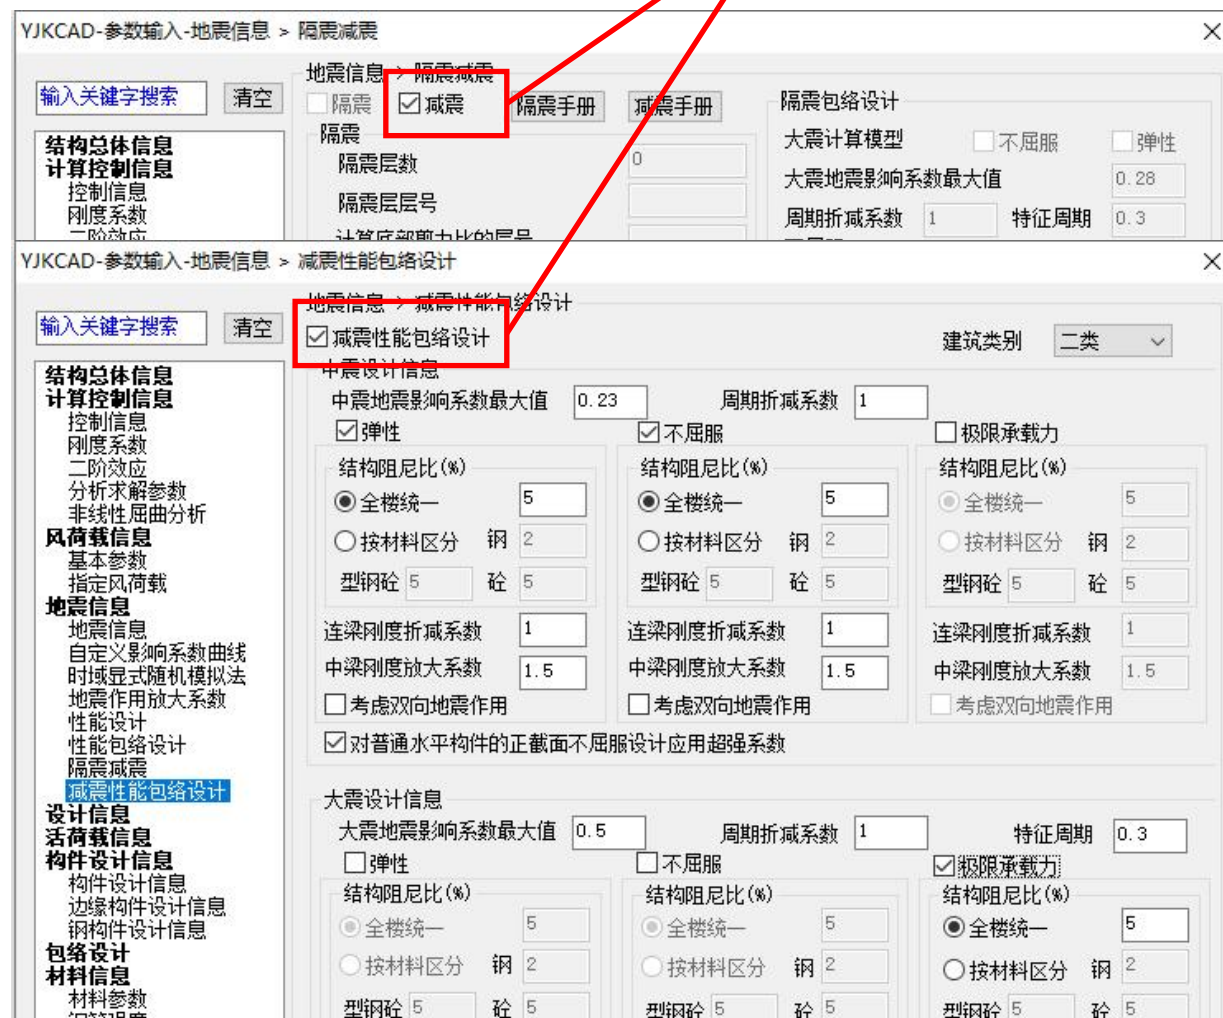 YJKCAD-参数输入-地震信息 > 隔震减震
地震信息 > 隔震减震
输入关键字搜索 清空
隔震 减震 隔震手册 减震手册
隔震包络设计
结构总体信息
计算控制信息
控制信息
刚度系数
二阶效应
隔震
隔震层数 0
隔震层层号
计算底部剪力比的层号
大震计算模型 不屈服 弹性
大震地震影响系数最大值 0.28
周期折减系数 1 特征周期 0.3
YJKCAD-参数输入-地震信息 > 减震性能包络设计
地震信息 > 减震性能包络设计
输入关键字搜索 清空
减震性能包络设计 建筑类别 二类
结构总体信息
计算控制信息
控制信息
刚度系数
二阶效应
分析求解参数
非线性屈曲分析
风荷载信息
基本参数
指定风荷载
地震信息
地震信息
自定义影响系数曲线
时域显式随机模拟法
地震作用放大系数
性能设计
性能包络设计
隔震减震
减震性能包络设计
设计信息
活荷载信息
构件设计信息
构件设计信息
边缘构件设计信息
钢构件设计信息
包络设计
材料信息
材料参数
钢筋强度
中震设计信息
中震地震影响系数最大值 0.23 周期折减系数 1
弹性 不屈服 极限承载力
结构阻尼比(%) 结构阻尼比(%) 结构阻尼比(%)
全楼统一 5 全楼统一 5 全楼统一 5
按材料区分 钢 2 按材料区分 钢 2 按材料区分 钢 2
型钢砼 5 砼 5 型钢砼 5 砼 5 型钢砼 5 砼 5
连梁刚度折减系数 1 连梁刚度折减系数 1 连梁刚度折减系数 1
中梁刚度放大系数 1.5 中梁刚度放大系数 1.5 中梁刚度放大系数 1.5
考虑双向地震作用 考虑双向地震作用 考虑双向地震作用
对普通水平构件的正截面不屈服设计应用超强系数
大震设计信息
大震地震影响系数最大值 0.5 周期折减系数 1 特征周期 0.3
弹性 不屈服 极限承载力
结构阻尼比(%) 结构阻尼比(%) 结构阻尼比(%)
全楼统一 5 全楼统一 5 全楼统一 5
按材料区分 钢 2 按材料区分 钢 2 按材料区分 钢 2
型钢砼 5 砼 5 型钢砼 5 砼 5 型钢砼 5 砼 5